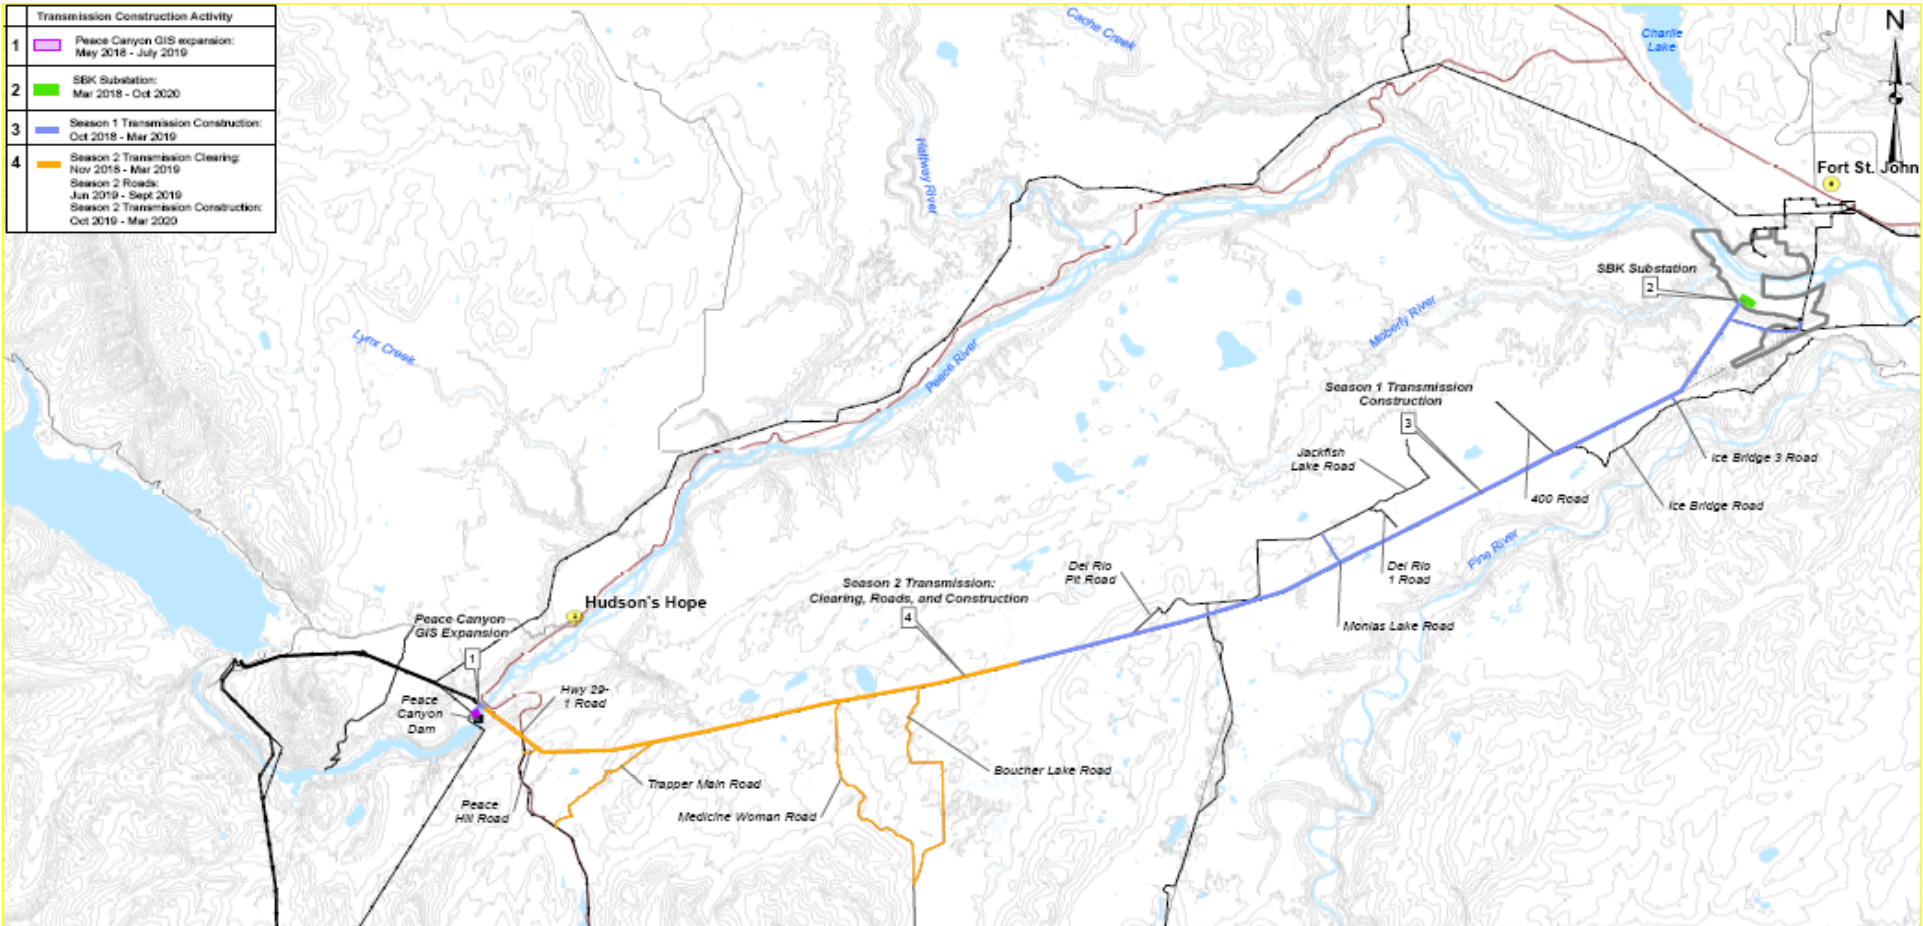 Transmission Construction Activity
1 Peace Canyon GIS expansion:
May 2018 - July 2019
2 SBK Substation:
Mar 2018 - Oct 2020
3 Season 1 Transmission Construction:
Oct 2018 - Mar 2019
4 Season 2 Transmission Clearing:
Nov 2018 - Mar 2019
Season 2 Roads:
Jun 2019 - Sept 2019
Season 2 Transmission Construction:
Oct 2019 - Mar 2020
Cache Creek
Charlie
Lake
N
Halfway River
Fort St. John
SBK Substation
2
Lynx Creek
Moberly River
Peace River
Season 1 Transmission
Construction
3
Jackfish
Lake Road
Ice Bridge 3 Road
400 Road
Ice Bridge Road
Pine River
Del Rio
Pit Road
Del Rio
1 Road
Season 2 Transmission:
Clearing, Roads, and Construction
4
Hudson's Hope
Peace Canyon
GIS Expansion
1
Monias Lake Road
Peace
Canyon
Dam
Hwy 29-
1 Road
Boucher Lake Road
Trapper Main Road
Peace
Hill Road
Medicine Woman Road